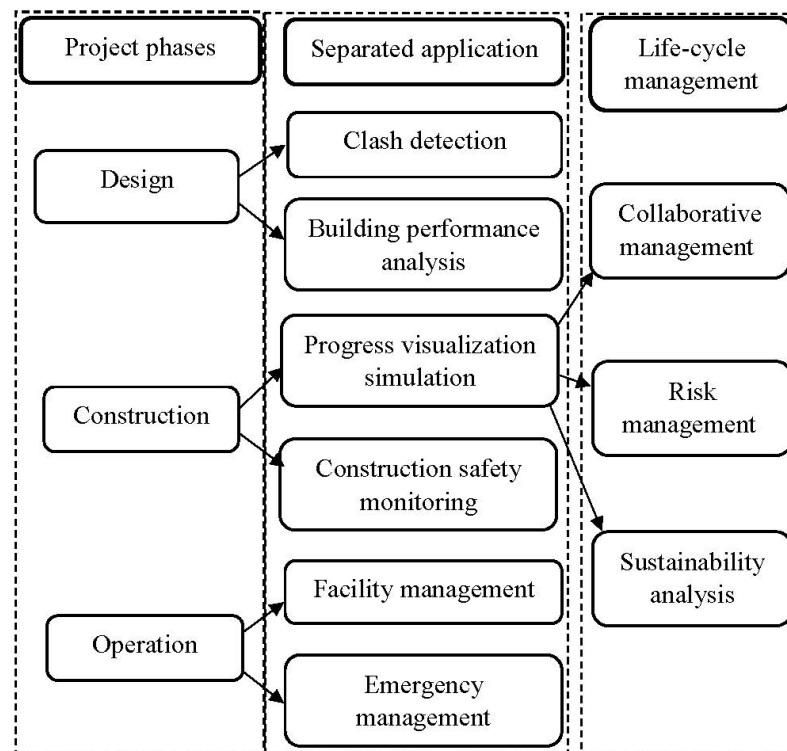 Project phases
Separated application
Life-cycle
management
Design
Clash detection
Building performance
analysis
Collaborative
management
Construction
Progress visualization
simulation
Risk
management
Construction safety
monitoring
Sustainability
analysis
Operation
Facility management
Emergency
management